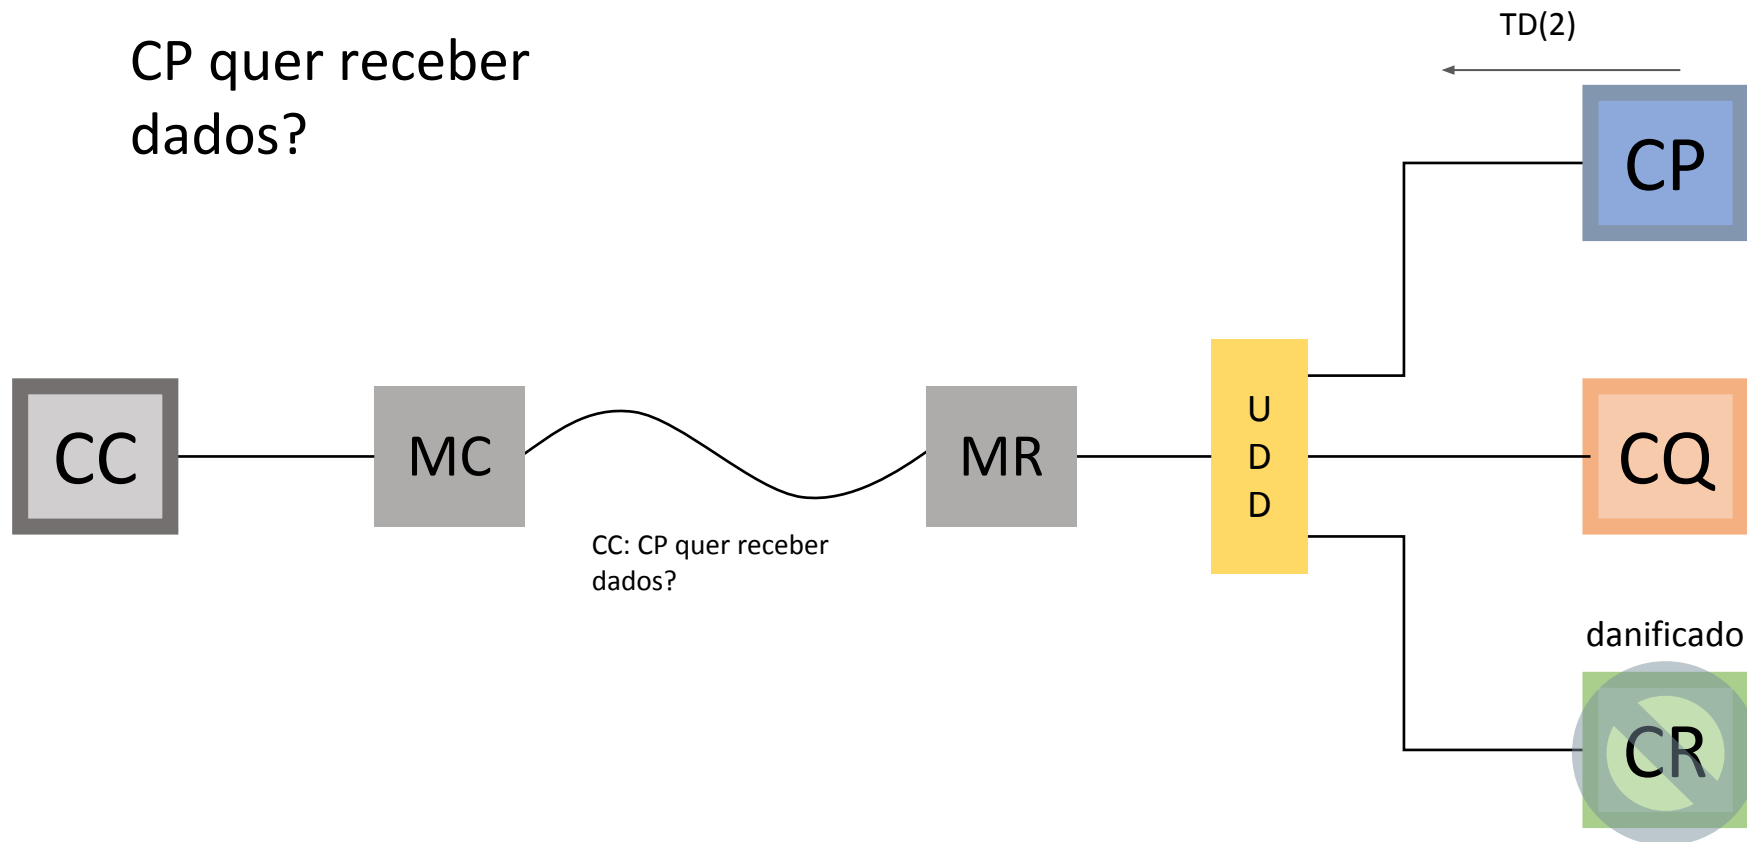 TD(2)
CP quer receber
dados?
CP
CC
MC
MR
U
D
D
CQ
CC: CP quer receber
dados?
danificado
CR